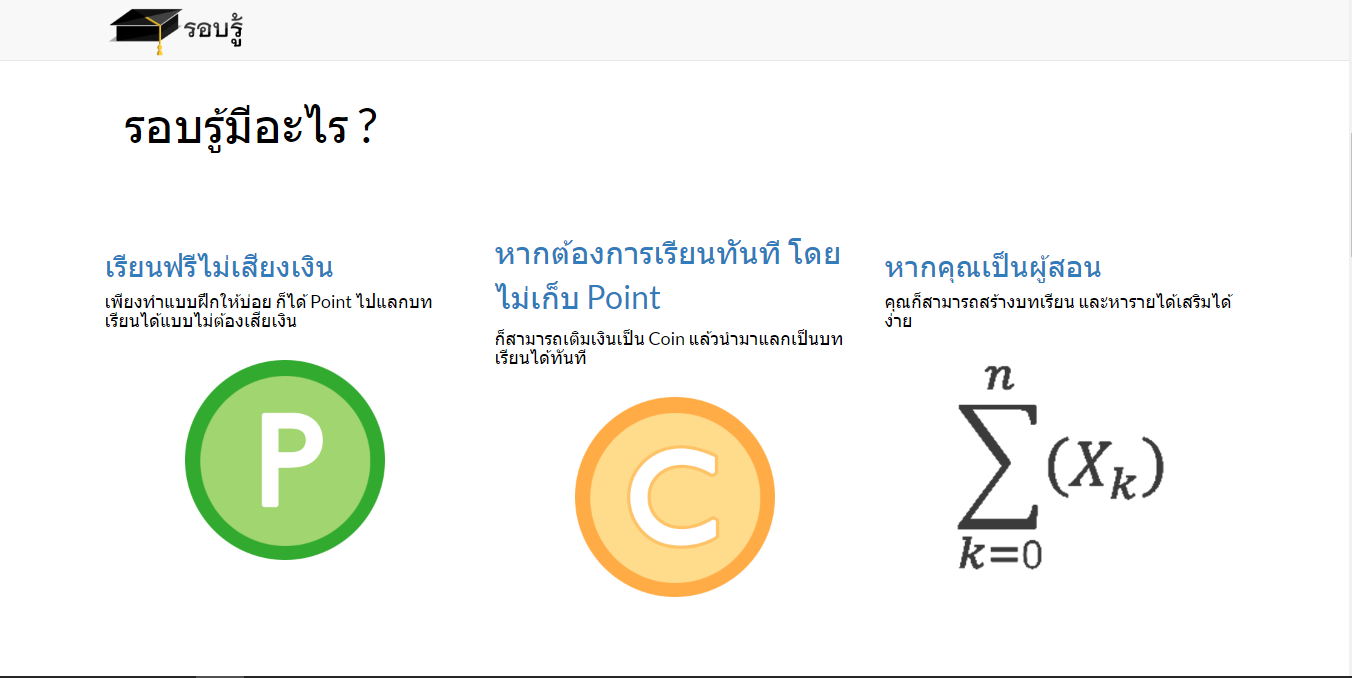 รอบรู้
รอบรู้มีอะไร ?
เรียนฟรีไม่เสียงเงิน
เพียงทำแบบฝึกให้บ่อย ก็ได้ Point ไปแลกบท
เรียนได้แบบไม่ต้องเสียเงิน
P
หากต้องการเรียนทันที โดย
ไม่เก็บ Point
ก็สามารถเติมเงินเป็น Coin แล้วนำมาแลกเป็นบท
เรียนได้ทันที
C
หากคุณเป็นผู้สอน
คุณก็สามารถสร้างบทเรียน และหารายได้เสริมได้
ง่าย
n
∑(Xₖ)
k=0